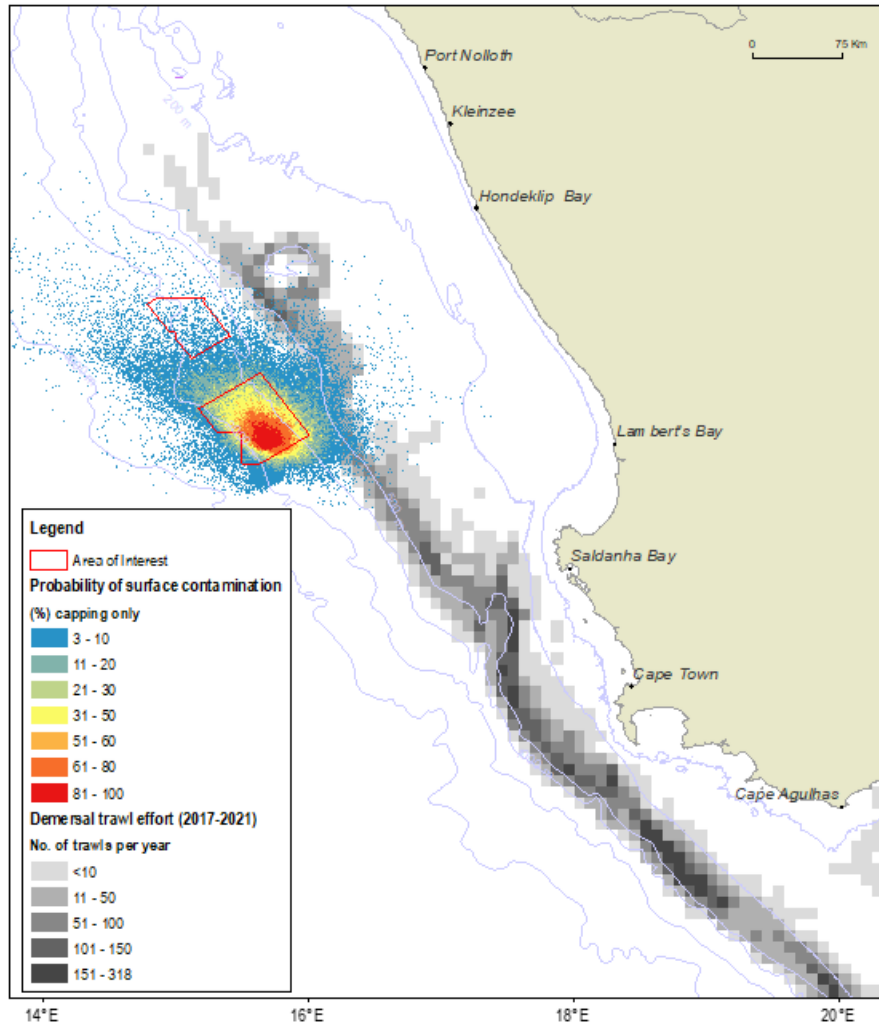 Port Nolloth
0 75 Km
Kleinzee
200 m
Hondeklip Bay
Lambert's Bay
Saldanha Bay
Cape Town
Cape Agulhas
Legend
Area of Interest
Probability of surface contamination
(%) capping only
3 - 10
11 - 20
21 - 30
31 - 50
51 - 60
61 - 80
81 - 100
Demersal trawl effort (2017-2021)
No. of trawls per year
<10
11 - 50
51 - 100
101 - 150
151 - 318
14°E 16°E 18°E 20°E